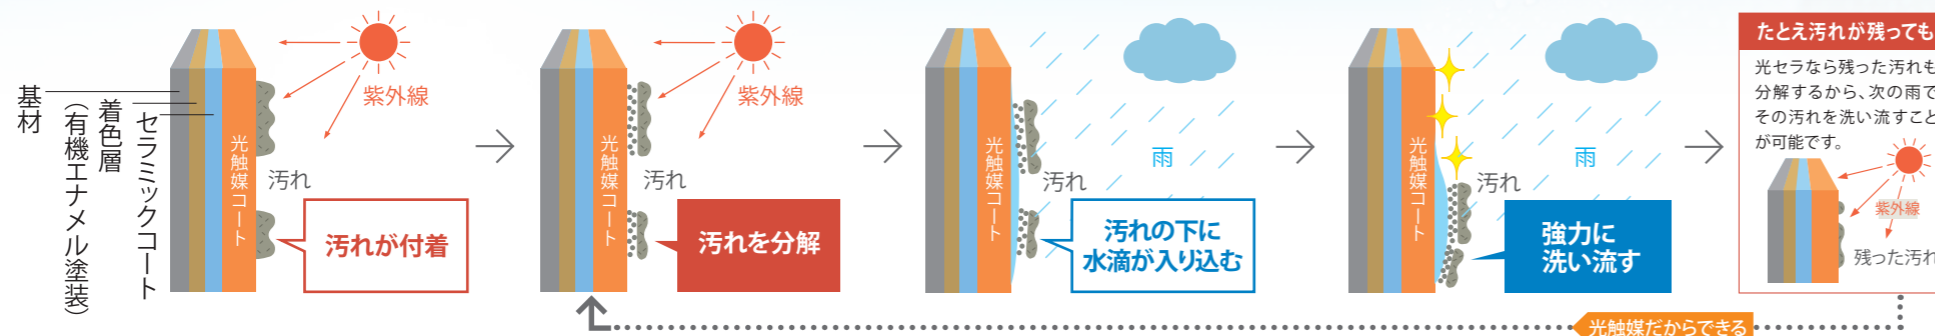 基材
着色層
（有機エナメル塗装）
セラミックコート
光触媒コート
紫外線
汚れ
汚れが付着
光触媒コート
紫外線
汚れ
汚れを分解
光触媒コート
雨
汚れ
汚れの下に
水滴が入り込む
光触媒コート
雨
汚れ
強力に
洗い流す
たとえ汚れが残っても
光セラなら残った汚れも
分解するから、次の雨で
その汚れを洗い流すこと
が可能です。
紫外線
残った汚れ
光触媒だからできる